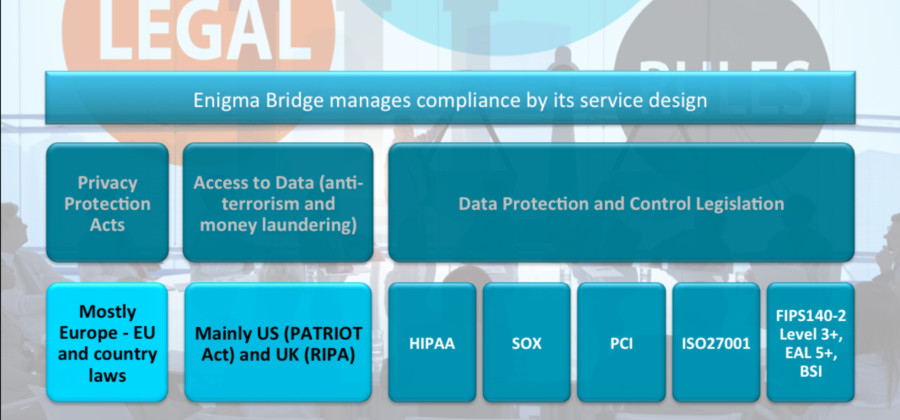 LEGAL
RULES
Enigma Bridge manages compliance by its service design
Privacy
Protection
Acts
Access to Data (anti-
terrorism and
money laundering)
Data Protection and Control Legislation
Mostly
Europe - EU
and country
laws
Mainly US (PATRIOT
Act) and UK (RIPA)
HIPAA
SOX
PCI
ISO27001
FIPS140-2
Level 3+,
EAL 5+,
BSI